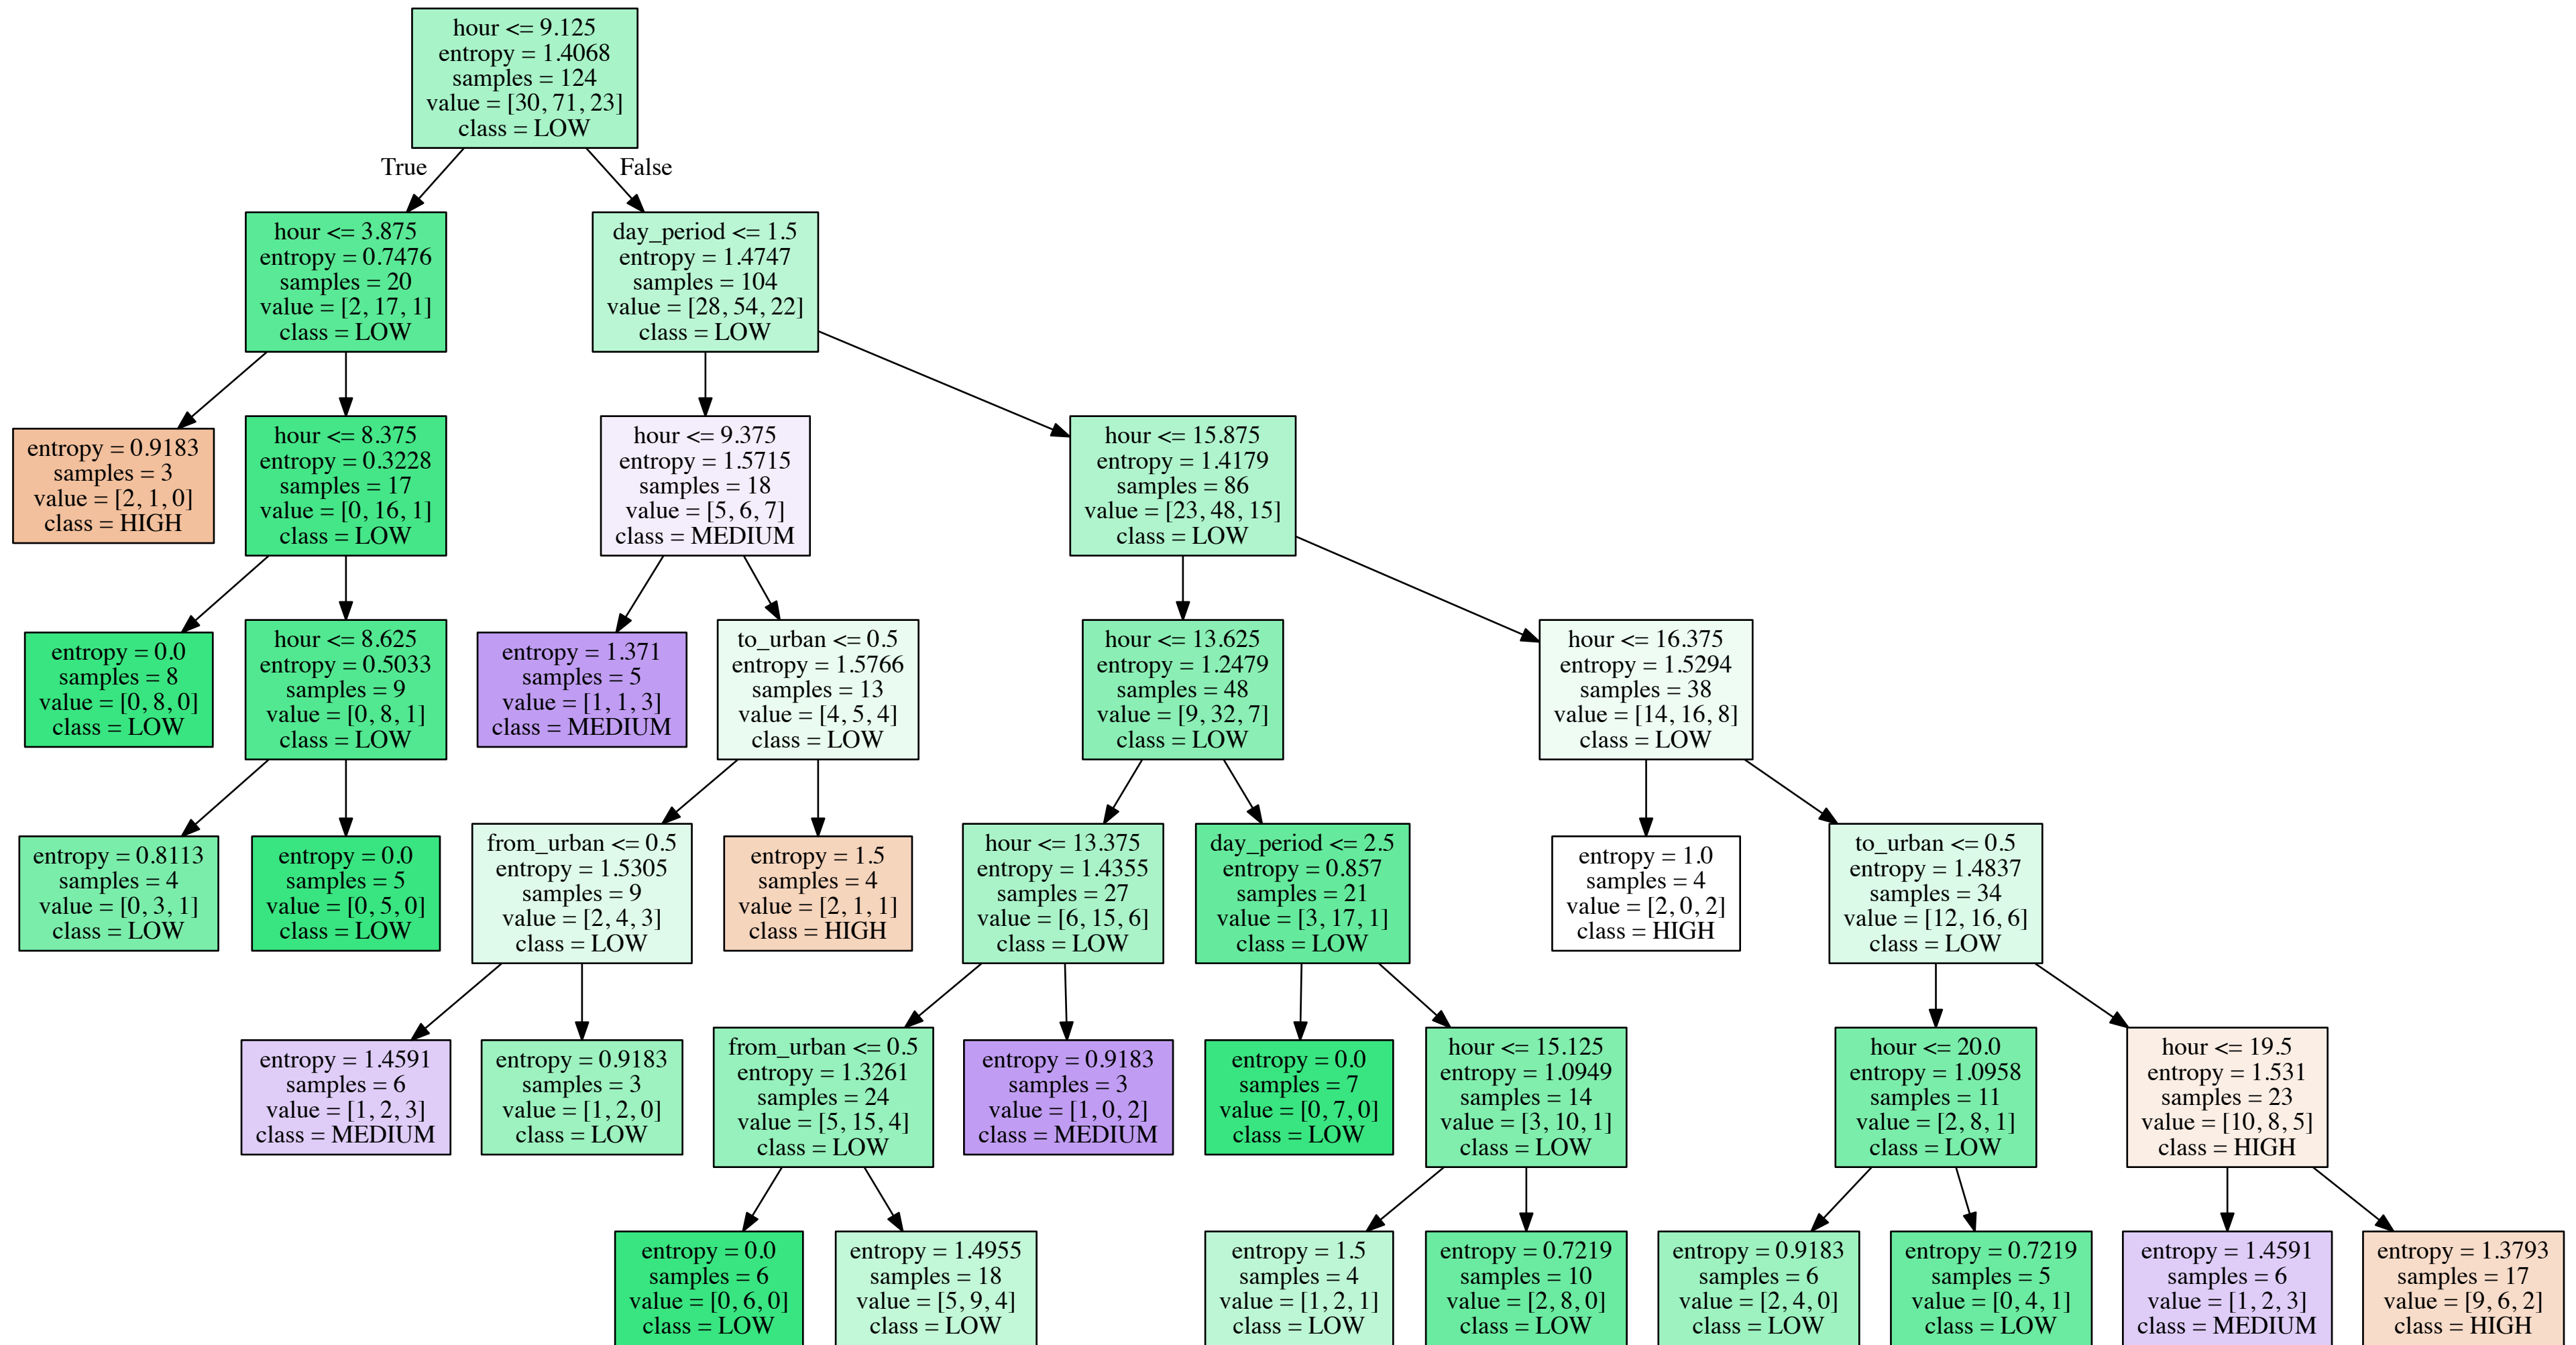 hour <= 9.125
entropy = 1.4068
samples = 124
value = [30, 71, 23]
class = LOW
True
False
hour <= 3.875
entropy = 0.7476
samples = 20
value = [2, 17, 1]
class = LOW
day_period <= 1.5
entropy = 1.4747
samples = 104
value = [28, 54, 22]
class = LOW
entropy = 0.9183
samples = 3
value = [2, 1, 0]
class = HIGH
hour <= 8.375
entropy = 0.3228
samples = 17
value = [0, 16, 1]
class = LOW
hour <= 9.375
entropy = 1.5715
samples = 18
value = [5, 6, 7]
class = MEDIUM
hour <= 15.875
entropy = 1.4179
samples = 86
value = [23, 48, 15]
class = LOW
entropy = 0.0
samples = 8
value = [0, 8, 0]
class = LOW
hour <= 8.625
entropy = 0.5033
samples = 9
value = [0, 8, 1]
class = LOW
entropy = 1.371
samples = 5
value = [1, 1, 3]
class = MEDIUM
to_urban <= 0.5
entropy = 1.5766
samples = 13
value = [4, 5, 4]
class = LOW
hour <= 13.625
entropy = 1.2479
samples = 48
value = [9, 32, 7]
class = LOW
hour <= 16.375
entropy = 1.5294
samples = 38
value = [14, 16, 8]
class = LOW
entropy = 0.8113
samples = 4
value = [0, 3, 1]
class = LOW
entropy = 0.0
samples = 5
value = [0, 5, 0]
class = LOW
from_urban <= 0.5
entropy = 1.5305
samples = 9
value = [2, 4, 3]
class = LOW
entropy = 1.5
samples = 4
value = [2, 1, 1]
class = HIGH
hour <= 13.375
entropy = 1.4355
samples = 27
value = [6, 15, 6]
class = LOW
day_period <= 2.5
entropy = 0.857
samples = 21
value = [3, 17, 1]
class = LOW
entropy = 1.0
samples = 4
value = [2, 0, 2]
class = HIGH
to_urban <= 0.5
entropy = 1.4837
samples = 34
value = [12, 16, 6]
class = LOW
entropy = 1.4591
samples = 6
value = [1, 2, 3]
class = MEDIUM
entropy = 0.9183
samples = 3
value = [1, 2, 0]
class = LOW
from_urban <= 0.5
entropy = 1.3261
samples = 24
value = [5, 15, 4]
class = LOW
entropy = 0.9183
samples = 3
value = [1, 0, 2]
class = MEDIUM
entropy = 0.0
samples = 7
value = [0, 7, 0]
class = LOW
hour <= 15.125
entropy = 1.0949
samples = 14
value = [3, 10, 1]
class = LOW
hour <= 20.0
entropy = 1.0958
samples = 11
value = [2, 8, 1]
class = LOW
hour <= 19.5
entropy = 1.531
samples = 23
value = [10, 8, 5]
class = HIGH
entropy = 0.0
samples = 6
value = [0, 6, 0]
class = LOW
entropy = 1.4955
samples = 18
value = [5, 9, 4]
class = LOW
entropy = 1.5
samples = 4
value = [1, 2, 1]
class = LOW
entropy = 0.7219
samples = 10
value = [2, 8, 0]
class = LOW
entropy = 0.9183
samples = 6
value = [2, 4, 0]
class = LOW
entropy = 0.7219
samples = 5
value = [0, 4, 1]
class = LOW
entropy = 1.4591
samples = 6
value = [1, 2, 3]
class = MEDIUM
entropy = 1.3793
samples = 17
value = [9, 6, 2]
class = HIGH